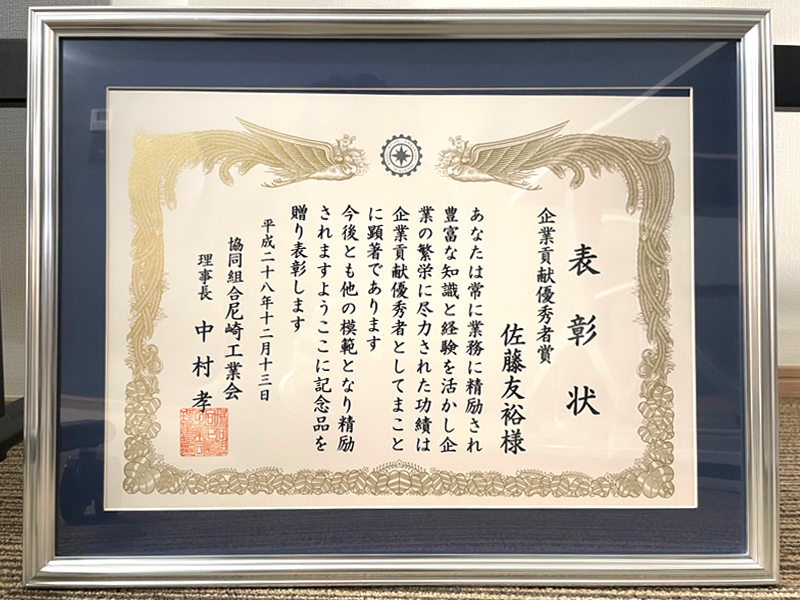 表彰状
企業貢献優秀者賞
佐藤友裕様
あなたは常に業務に精励され
豊富な知識と経験を活かし企
業の繁栄に尽力された功績は
企業貢献優秀者としてまこと
に顕著であります
今後とも他の模範となり精励
されますようここに記念品を
贈り表彰します
平成二十八年十二月十三日
協同組合尼崎工業会
理事長 中村孝